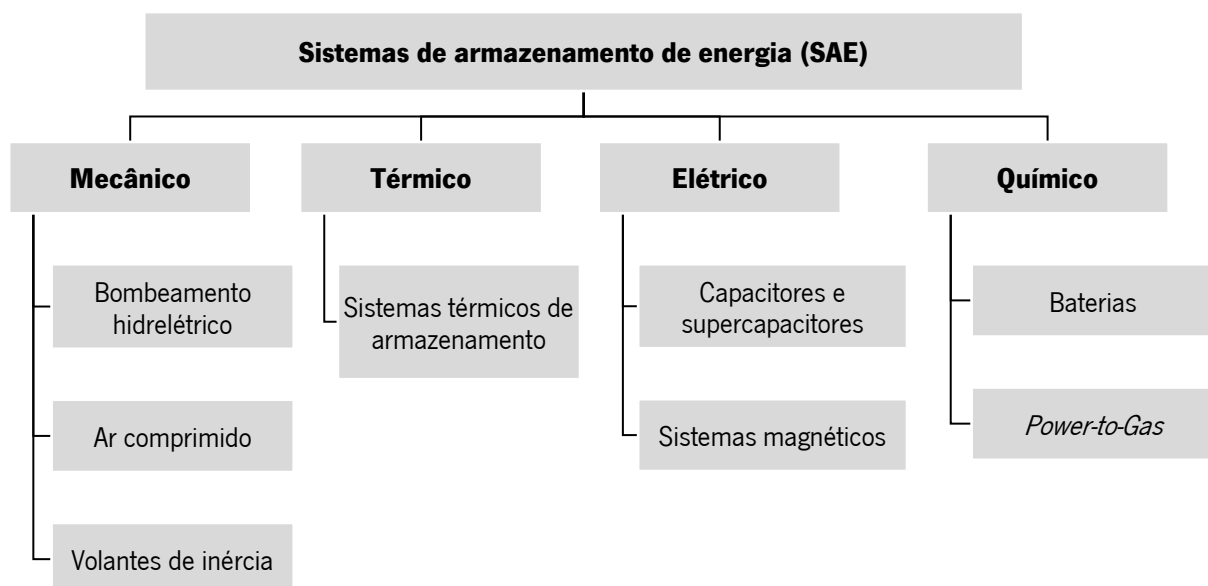 Sistemas de armazenamento de energia (SAE)
Mecânico
Térmico
Elétrico
Químico
Bombeamento
hidrelétrico
Sistemas térmicos de
armazenamento
Capacitores e
supercapacitores
Baterias
Ar comprimido
Sistemas magnéticos
Power-to-Gas
Volantes de inércia